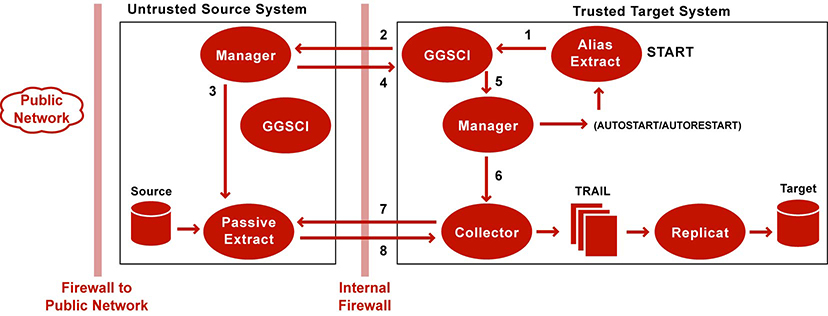 Untrusted Source System
Trusted Target System
Manager
2
4
GGSCI
1
Alias
Extract
START
3
5
Public
Network
GGSCI
Manager
(AUTOSTART/AUTORESTART)
6
Source
TRAIL
Target
Passive
Extract
7
8
Collector
Replicat
Firewall to
Public Network
Internal
Firewall